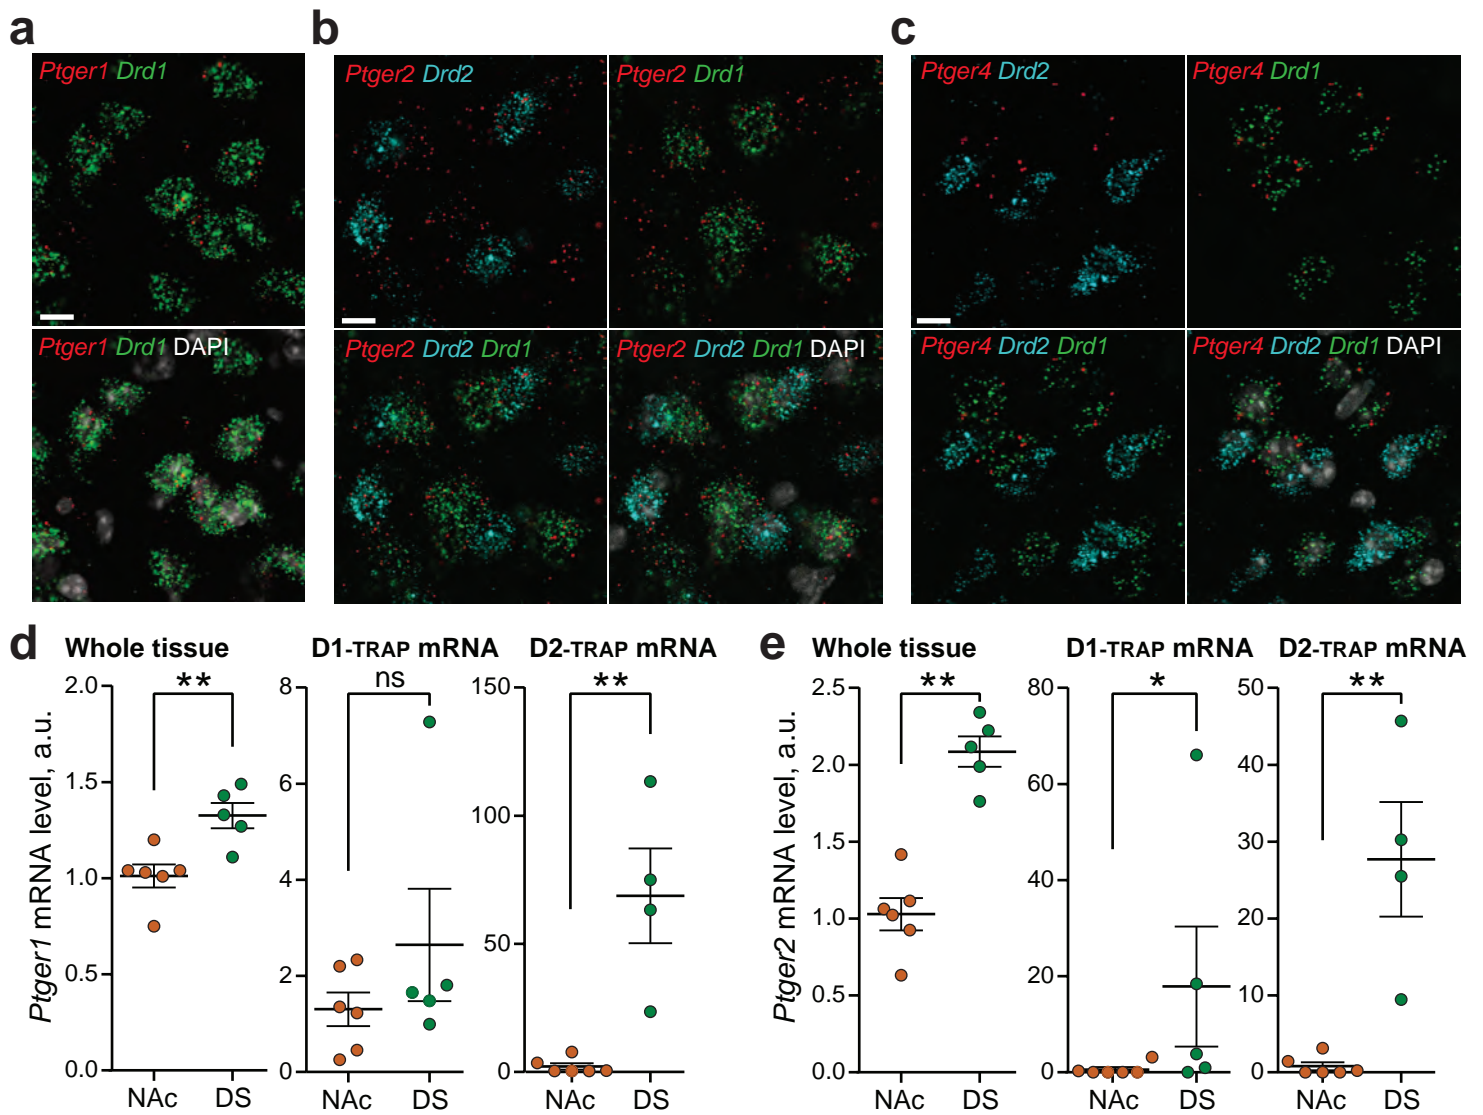 a
b
c
Ptger1 Drd1
Ptger2 Drd2
Ptger2 Drd1
Ptger4 Drd2
Ptger4 Drd1
Ptger1 Drd1 DAPI
Ptger2 Drd2 Drd1
Ptger2 Drd2 Drd1 DAPI
Ptger4 Drd2 Drd1
Ptger4 Drd2 Drd1 DAPI
d
Whole tissue
D1-TRAP mRNA
D2-TRAP mRNA
Ptger1 mRNA level, a.u.
2.0
1.5
1.0
0.5
0.0
**
NAc
DS
8
6
4
2
0
ns
NAc
DS
150
100
50
0
**
NAc
DS
e
Whole tissue
D1-TRAP mRNA
D2-TRAP mRNA
Ptger2 mRNA level, a.u.
2.5
2.0
1.5
1.0
0.5
0.0
**
NAc
DS
80
60
40
20
0
*
NAc
DS
50
40
30
20
10
0
**
NAc
DS